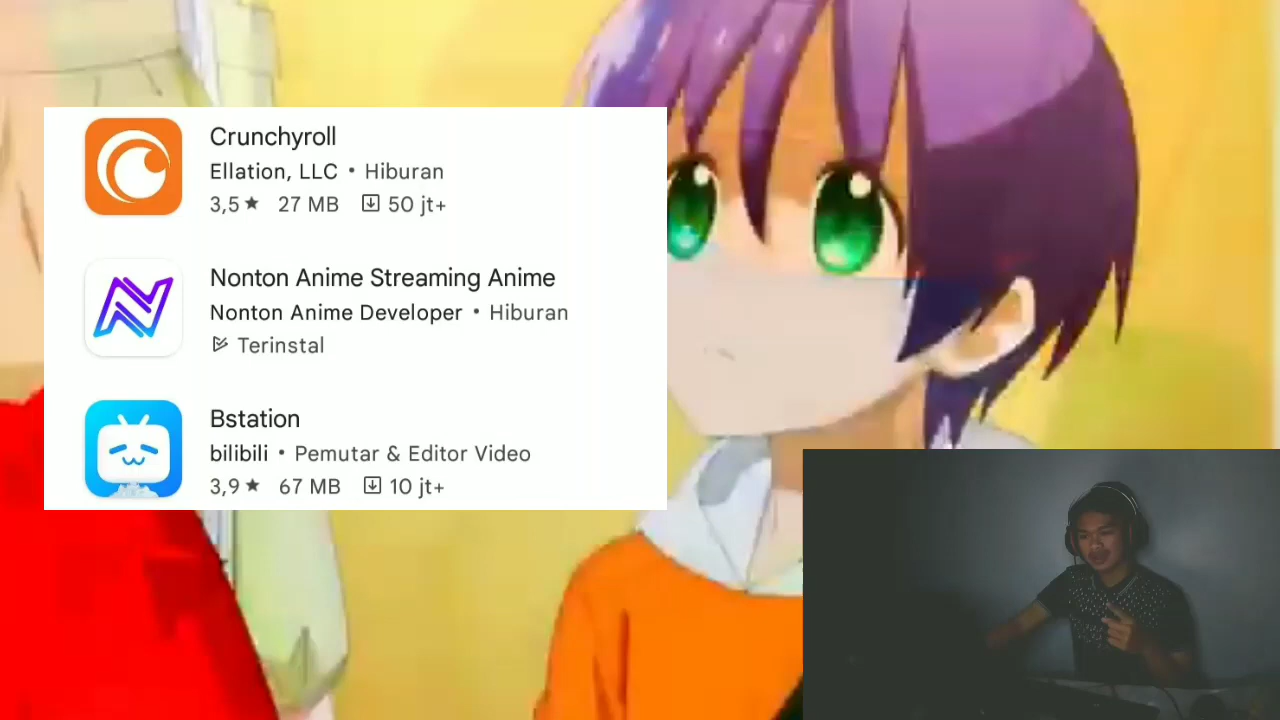 Crunchyroll
Ellation, LLC • Hiburan
3,5★ 27 MB 50 jt+
Nonton Anime Streaming Anime
Nonton Anime Developer • Hiburan
Terinstal
Bstation
bilibili • Pemutar & Editor Video
3,9★ 67 MB 10 jt+